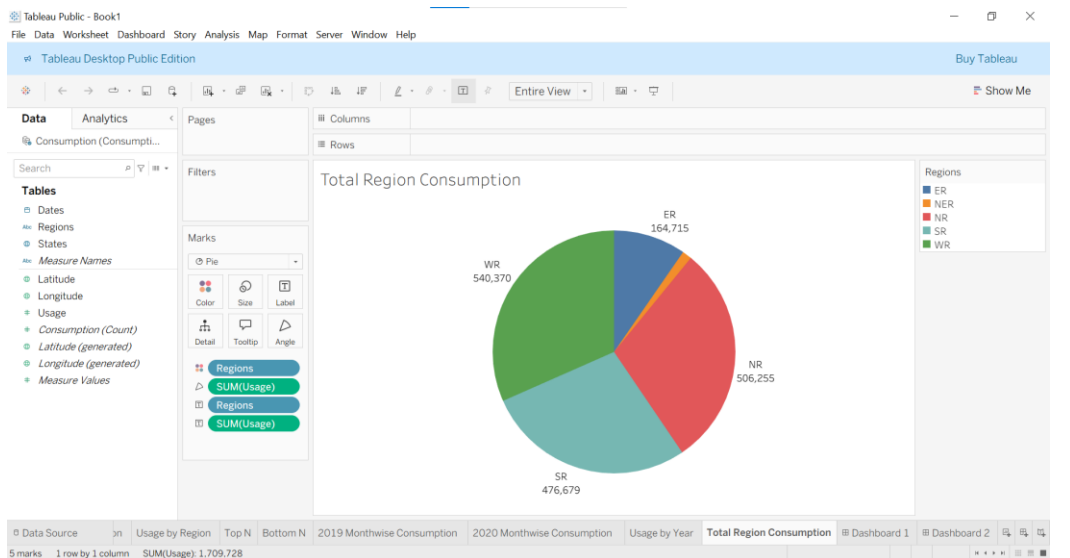 Tableau Public - Book1
File Data Worksheet Dashboard Story Analysis Map Format Server Window Help
Tableau Desktop Public Edition
Buy Tableau
Entire View
Show Me
Data Analytics
Pages
Columns
Consumption (Consumpti...
Rows
Search
Filters
Total Region Consumption
Regions
Tables
ER
Dates
NER
Abc Regions
NR
States
SR
Abc Measure Names
WR
Marks
Latitude
Pie
Longitude
Color Size Label
Usage
Consumption (Count)
Detail Tooltip Angle
Latitude (generated)
Longitude (generated)
Regions
Measure Values
SUM(Usage)
Regions
SUM(Usage)
ER
164,715
WR
540,370
NR
506,255
SR
476,679
Data Source on Usage by Region Top N Bottom N 2019 Monthwise Consumption 2020 Monthwise Consumption Usage by Year Total Region Consumption Dashboard 1 Dashboard 2
5 marks 1 row by 1 column SUM(Usage): 1,709,728